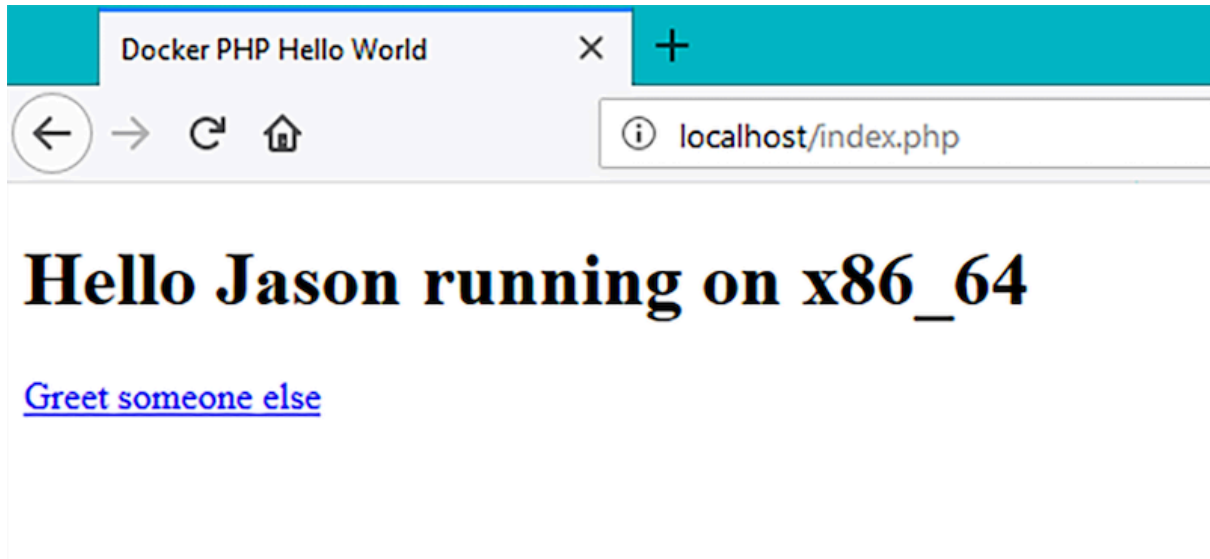 Docker PHP Hello World
localhost/index.php
Hello Jason running on x86_64
Greet someone else